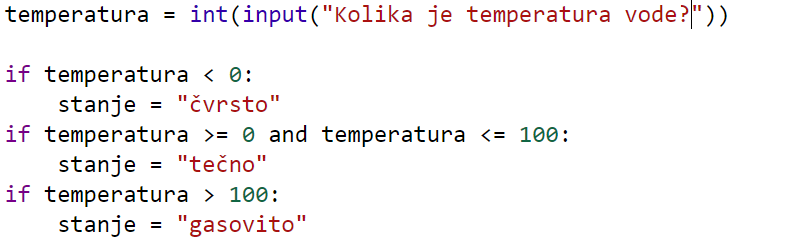 temperatura = int(input("Kolika je temperatura vode?"))
if temperatura < 0:
    stanje = "čvrsto"
if temperatura >= 0 and temperatura <= 100:
    stanje = "tečno"
if temperatura > 100:
    stanje = "gasovito"